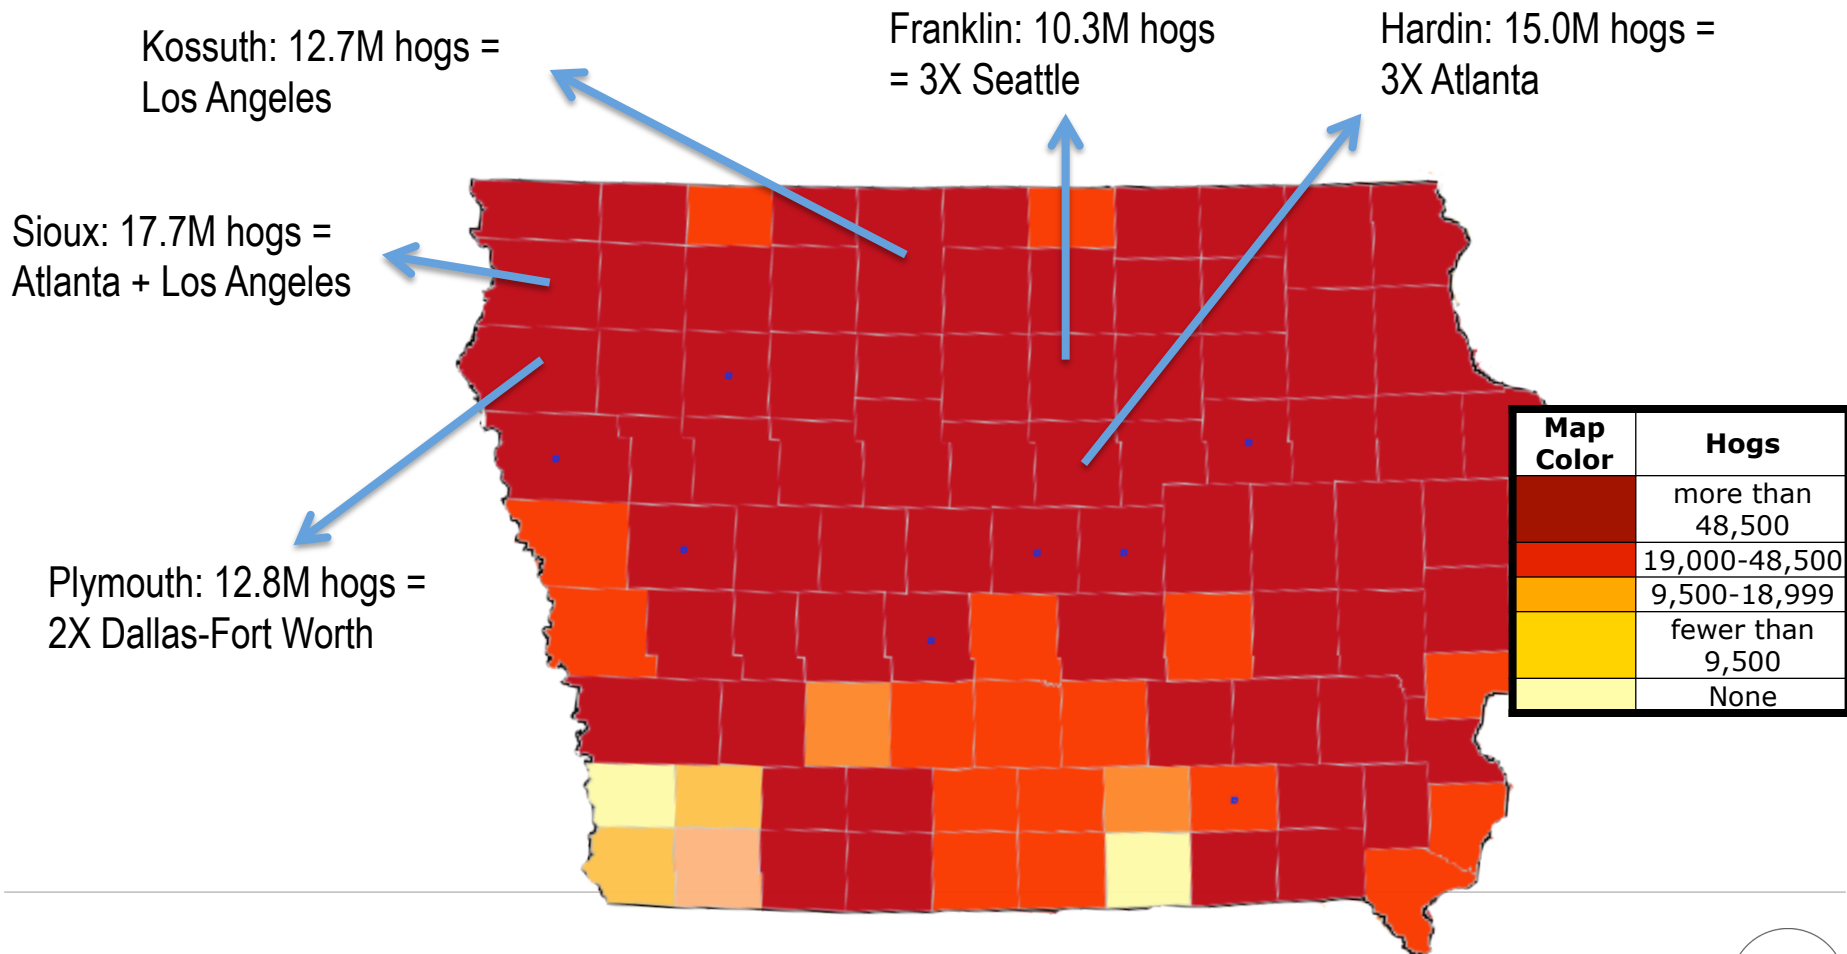 Kossuth: 12.7M hogs =
Los Angeles
Franklin: 10.3M hogs
= 3X Seattle
Hardin: 15.0M hogs =
3X Atlanta
Sioux: 17.7M hogs =
Atlanta + Los Angeles
Plymouth: 12.8M hogs =
2X Dallas-Fort Worth
Map
Color
Hogs
more than
48,500
19,000-48,500
9,500-18,999
fewer than
9,500
None